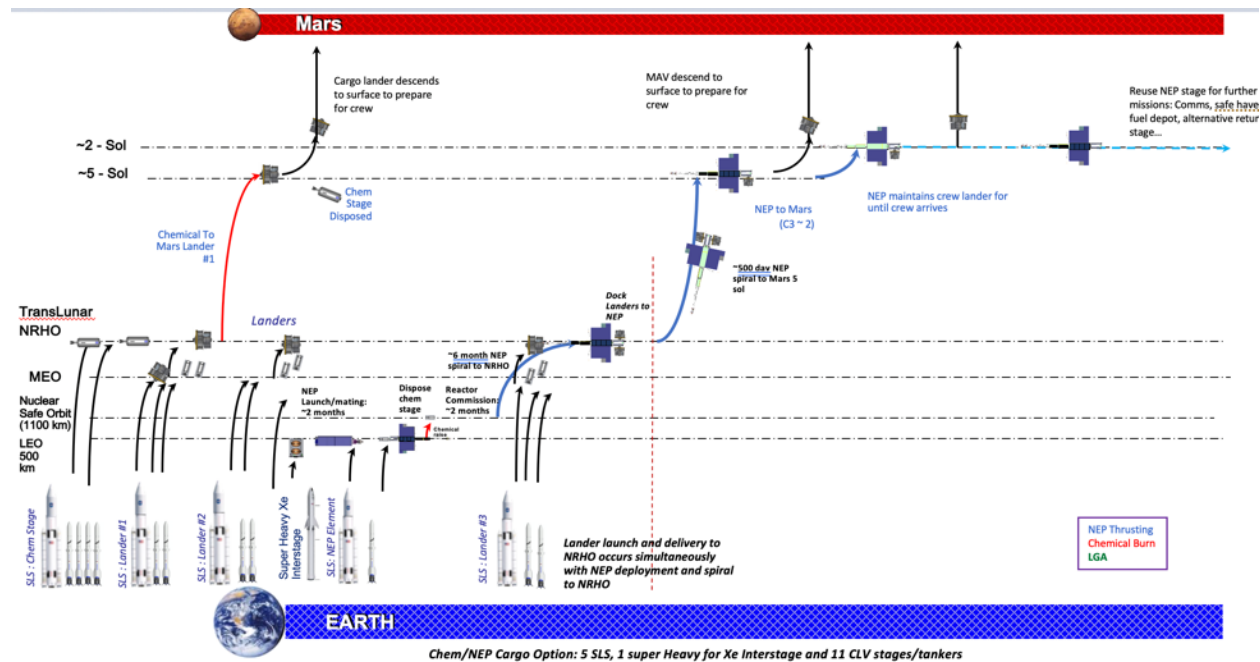 Mars
Cargo lander descends
to surface to prepare
for crew
MAV descend to
surface to prepare for
crew
Reuse NEP stage for further
missions: Comms, safe have
fuel depot, alternative retur
stage...
~2 - Sol
~5 - Sol
Chem
Stage
Disposed
NEP to Mars
(C3 ~ 2)
NEP maintains crew lander for
until crew arrives
Chemical To
Mars Lander
#1
~500 day NEP
spiral to Mars 5
sol
Dock
Landers to
NEP
TransLunar
NRHO
Landers
~6 month NEP
spiral to NRHO
MEO
NEP
Launch/mating:
~2 months
Dispose
chem
stage
Reactor
Commission:
~2 months
Nuclear
Safe Orbit
(1100 km)
Chemical
raise
LEO
500
km
SLS : Chem Stage
SLS : Lander #1
SLS : Lander #2
Super Heavy Xe
Interstage
SLS: NEP Element
SLS : Lander #3
Lander launch and delivery to
NRHO occurs simultaneously
with NEP deployment and spiral
to NRHO
NEP Thrusting
Chemical Burn
LGA
EARTH
Chem/NEP Cargo Option: 5 SLS, 1 super Heavy for Xe Interstage and 11 CLV stages/tankers